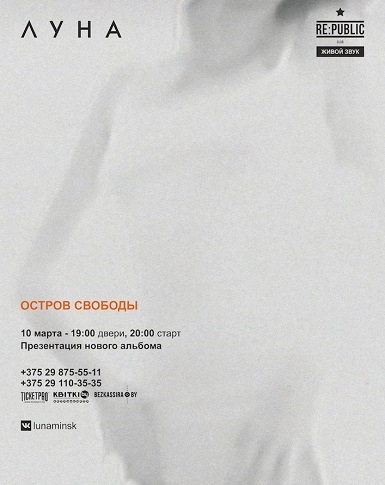 ЛУНА
RE:PUBLIC
ЖИВОЙ ЗВУК
ОСТРОВ СВОБОДЫ
10 марта - 19:00 двери, 20:00 старт
Презентация нового альбома
+375 29 875-55-11
+375 29 110-35-35
TICKETPRO КВІТКІ BEZKASSIRA BY
lunaminsk